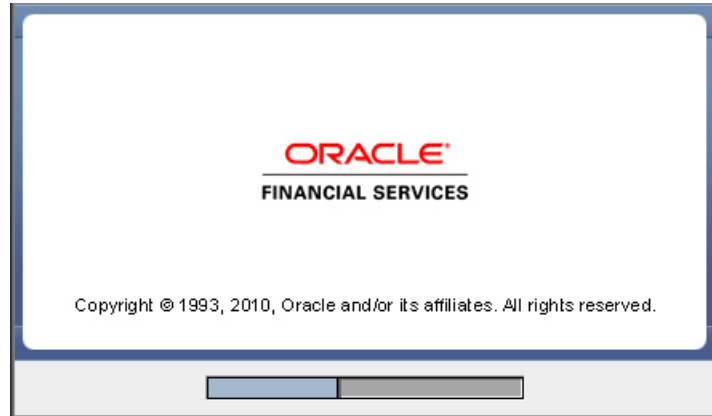 ORACLE®
FINANCIAL SERVICES
Copyright © 1993, 2010, Oracle and/or its affiliates. All rights reserved.